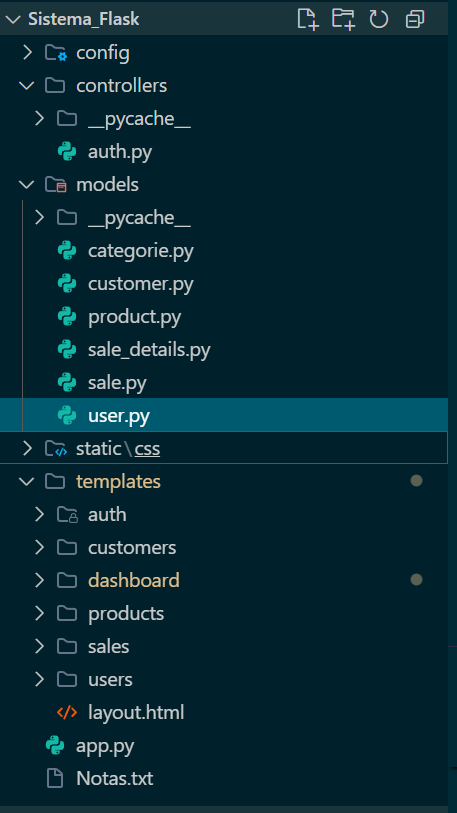 Sistema_Flask
config
controllers
__pycache__
auth.py
models
__pycache__
categorie.py
customer.py
product.py
sale_details.py
sale.py
user.py
static\css
templates
auth
customers
dashboard
products
sales
users
layout.html
app.py
Notas.txt